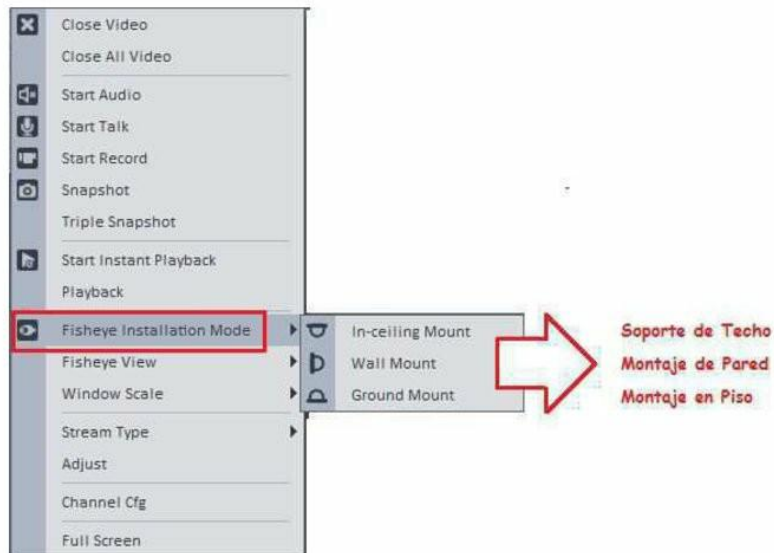 Close Video
Close All Video
Start Audio
Start Talk
Start Record
Snapshot
Triple Snapshot
Start Instant Playback
Playback
Fisheye Installation Mode
Fisheye View
Window Scale
Stream Type
Adjust
Channel Cfg
Full Screen
In-ceiling Mount
Wall Mount
Ground Mount
Soporte de Techo
Montaje de Pared
Montaje en Piso